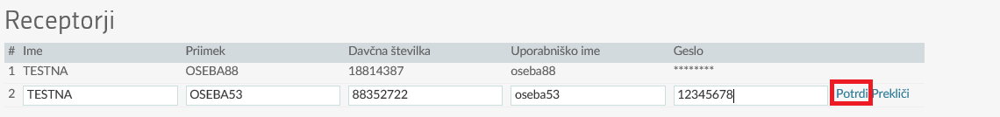 Receptorji
# Ime Priimek Davčna številka Uporabniško ime Geslo
1 TESTNA OSEBA88 18814387 oseba88 ********
2 TESTNA OSEBA53 88352722 oseba53 12345678 Potrdi Prekliči